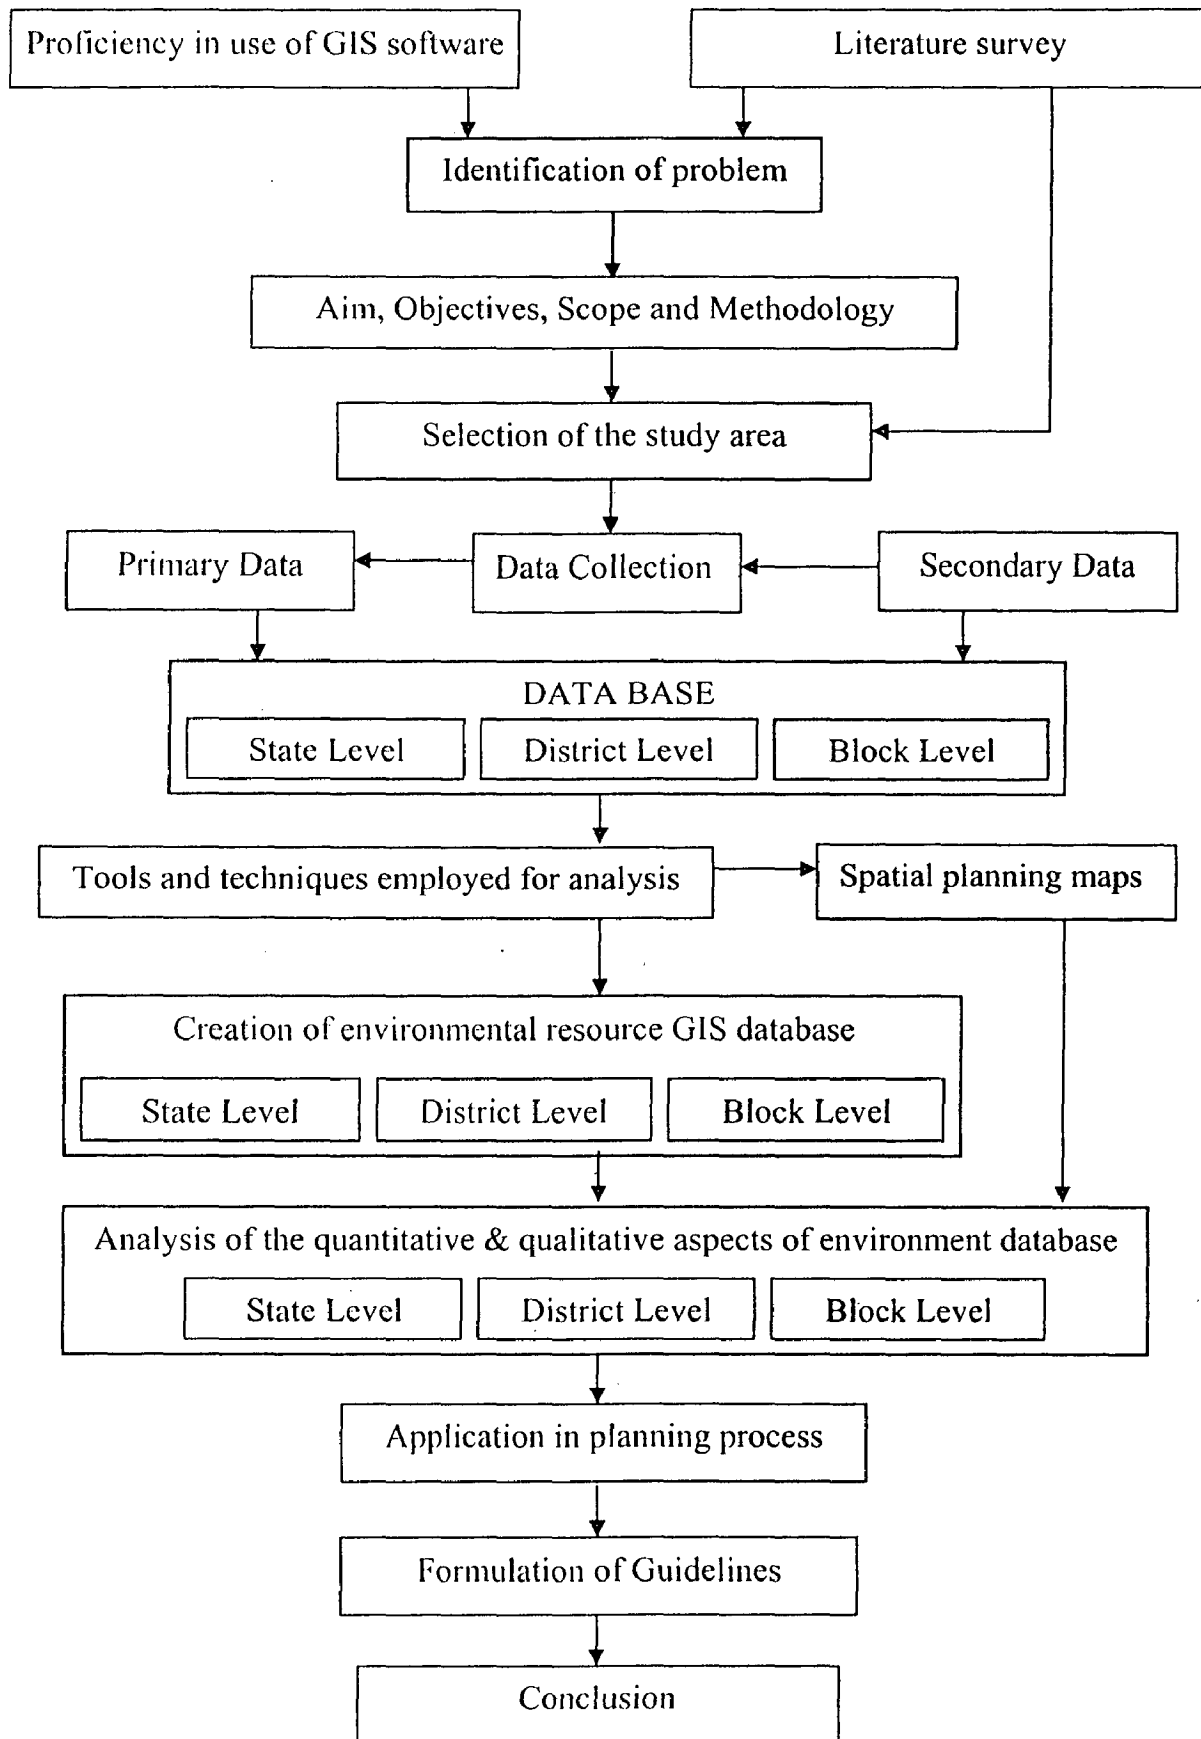 Proficiency in use of GIS software
Literature survey
Identification of problem
Aim, Objectives, Scope and Methodology
Selection of the study area
Primary Data
Data Collection
Secondary Data
DATA BASE
State Level
District Level
Block Level
Tools and techniques employed for analysis
Spatial planning maps
Creation of environmental resource GIS database
State Level
District Level
Block Level
Analysis of the quantitative & qualitative aspects of environment database
State Level
District Level
Block Level
Application in planning process
Formulation of Guidelines
Conclusion